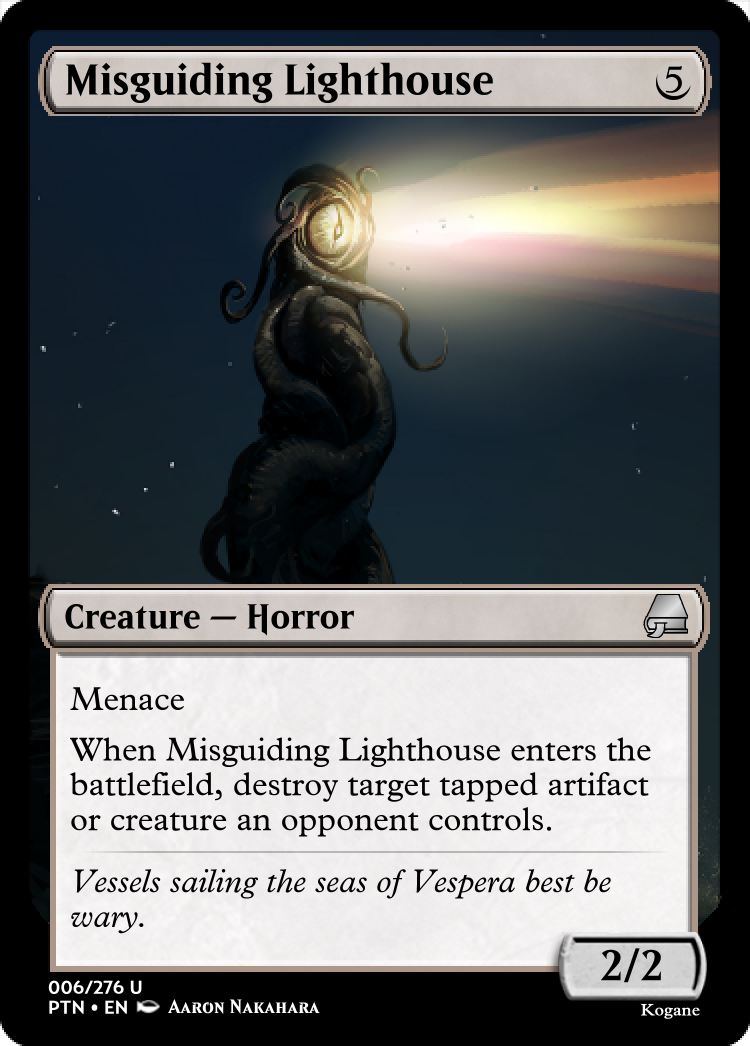 Misguiding Lighthouse 5
Creature — Horror
Menace
When Misguiding Lighthouse enters the
battlefield, destroy target tapped artifact
or creature an opponent controls.
Vessels sailing the seas of Vespera best be
wary.
2/2
006/276 U
PTN • EN Aaron Nakahara
Kogane